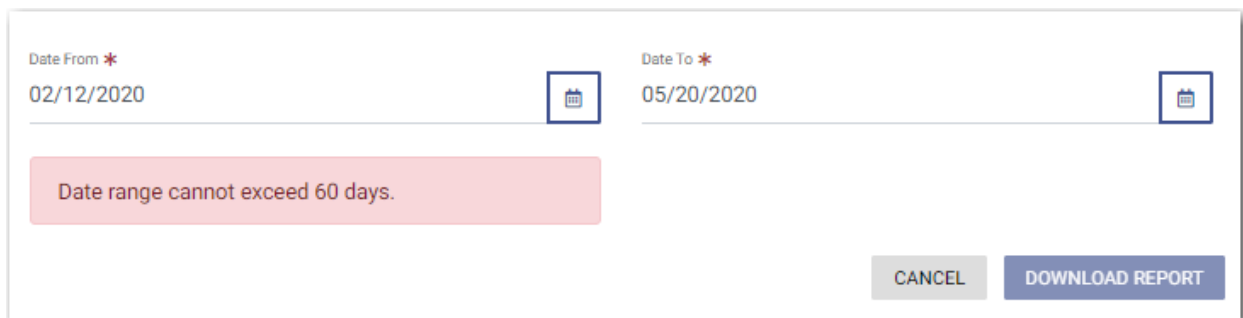 Date From *
Date To *
02/12/2020
05/20/2020
Date range cannot exceed 60 days.
CANCEL
DOWNLOAD REPORT